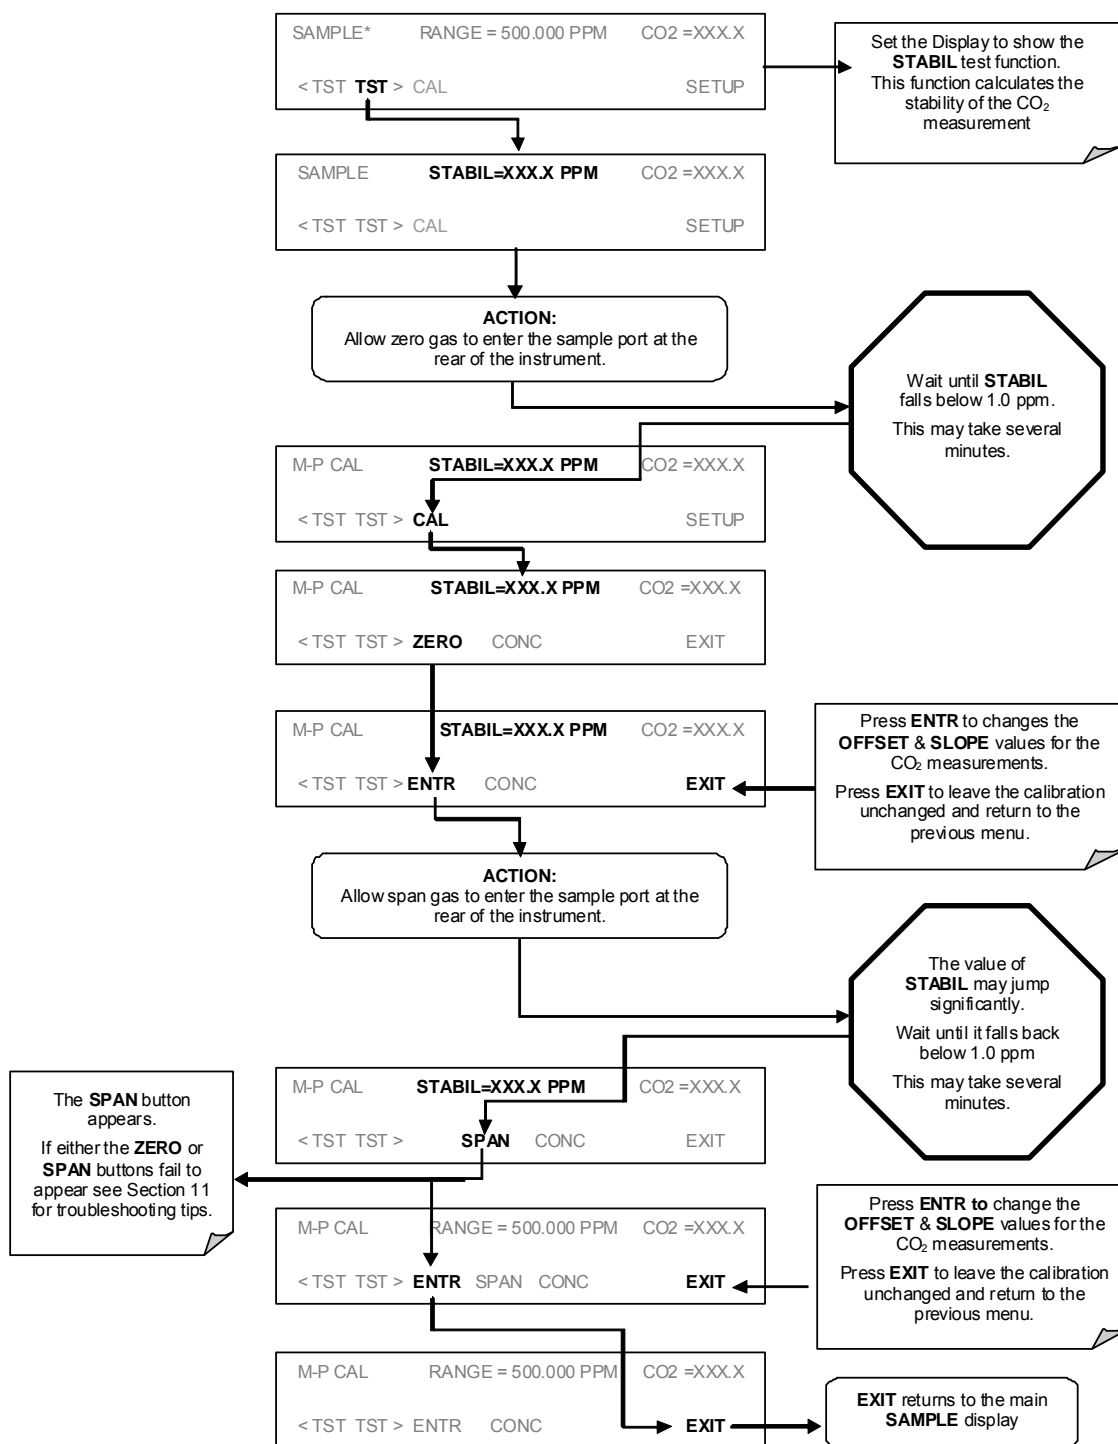 SAMPLE* RANGE = 500.000 PPM CO2 =XXX.X
< TST TST > CAL SETUP
Set the Display to show the
STABIL test function.
This function calculates the
stability of the CO₂
measurement
SAMPLE STABIL=XXX.X PPM CO2 =XXX.X
< TST TST > CAL SETUP
ACTION:
Allow zero gas to enter the sample port at the
rear of the instrument.
Wait until STABIL
falls below 1.0 ppm.
This may take several
minutes.
M-P CAL STABIL=XXX.X PPM CO2 =XXX.X
< TST TST > CAL SETUP
M-P CAL STABIL=XXX.X PPM CO2 =XXX.X
< TST TST > ZERO CONC EXIT
M-P CAL STABIL=XXX.X PPM CO2 =XXX.X
< TST TST > ENTR CONC EXIT
Press ENTR to changes the
OFFSET & SLOPE values for the
CO₂ measurements.
Press EXIT to leave the calibration
unchanged and return to the
previous menu.
ACTION:
Allow span gas to enter the sample port at the
rear of the instrument.
The value of
STABIL may jump
significantly.
Wait until it falls back
below 1.0 ppm
This may take several
minutes.
M-P CAL STABIL=XXX.X PPM CO2 =XXX.X
< TST TST > SPAN CONC EXIT
The SPAN button
appears.
If either the ZERO or
SPAN buttons fail to
appear see Section 11
for troubleshooting tips.
M-P CAL RANGE = 500.000 PPM CO2 =XXX.X
< TST TST > ENTR SPAN CONC EXIT
Press ENTR to change the
OFFSET & SLOPE values for the
CO₂ measurements.
Press EXIT to leave the calibration
unchanged and return to the
previous menu.
M-P CAL RANGE = 500.000 PPM CO2 =XXX.X
< TST TST > ENTR CONC EXIT
EXIT returns to the main
SAMPLE display